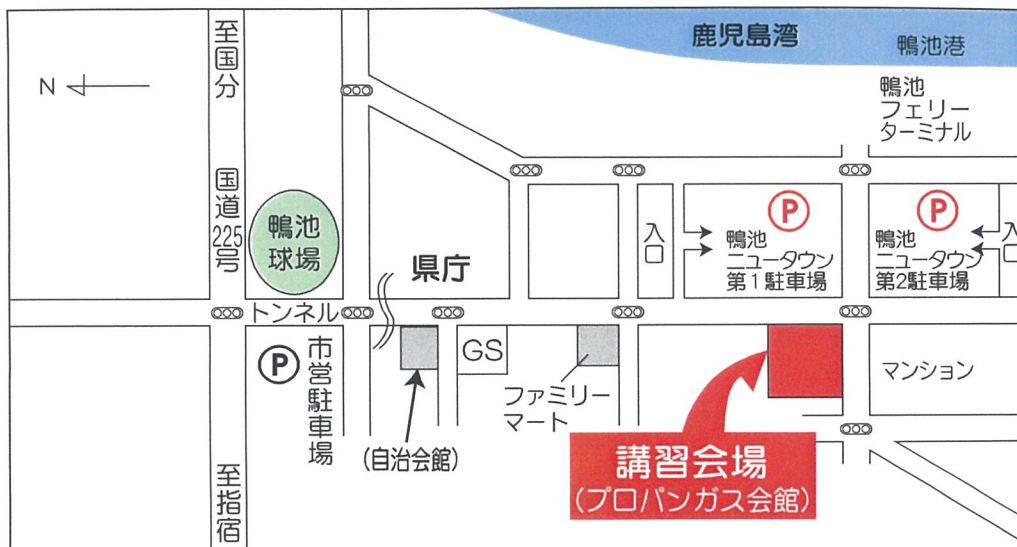 鹿児島湾
鴨池港
至国分
N
鴨池
フェリー
ターミナル
国道225号
鴨池
球場
県庁
入口
P
鴨池
ニュータウン
第1駐車場
P
鴨池
ニュータウン
第2駐車場
入口
トンネル
P
市営駐車場
GS
ファミリー
マート
マンション
(自治会館)
講習会場
(プロパンガス会館)
至指宿